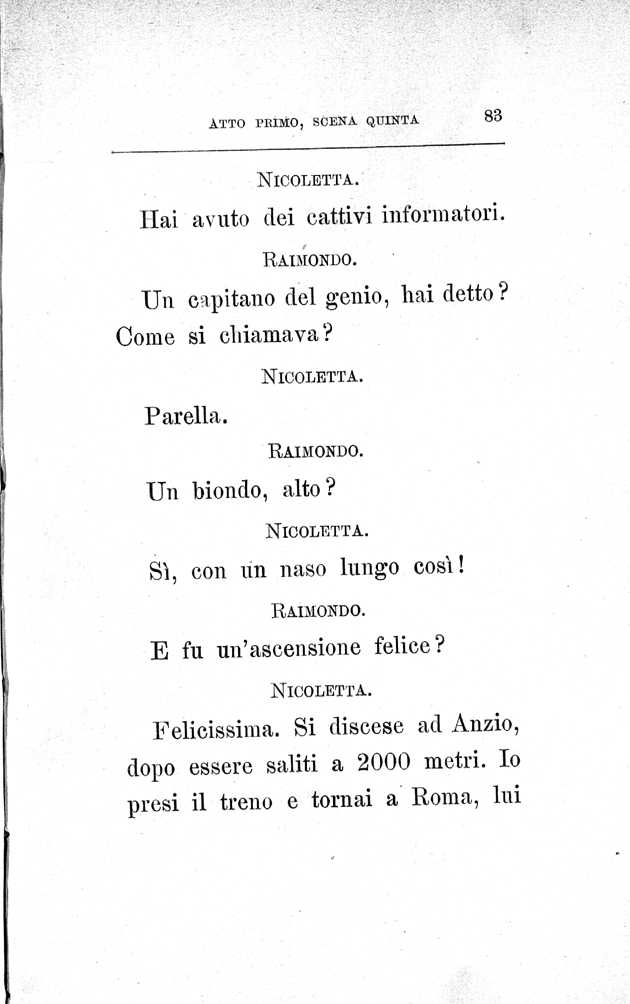 ATTO PRIMO, SCENA QUINTA 83
NICOLETTA.
Hai avuto dei cattivi informatori.
RAIMONDO.
Un capitano del genio, hai detto?
Come si chiamava?
NICOLETTA.
Parella.
RAIMONDO.
Un biondo, alto?
NICOLETTA.
Sì, con un naso lungo così!
RAIMONDO.
E fu un'ascensione felice?
NICOLETTA.
Felicissima. Si discese ad Anzio,
dopo essere saliti a 2000 metri. Io
presi il treno e tornai a Roma, lui